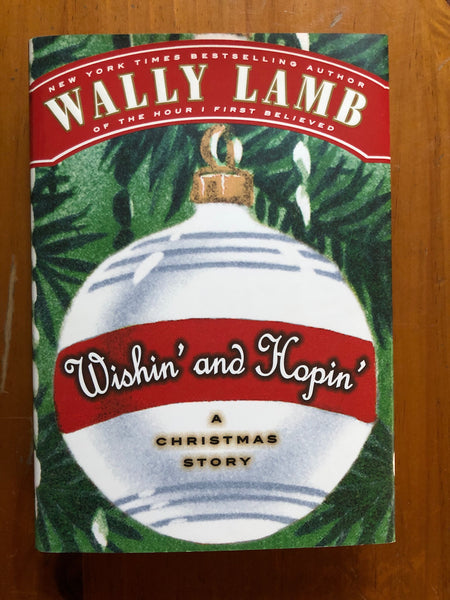 NEW YORK TIMES BESTSELLING AUTHOR
WALLY LAMB
OF THE HOUR I FIRST BELIEVED
Wishin' and Hopin'
A
CHRISTMAS
STORY